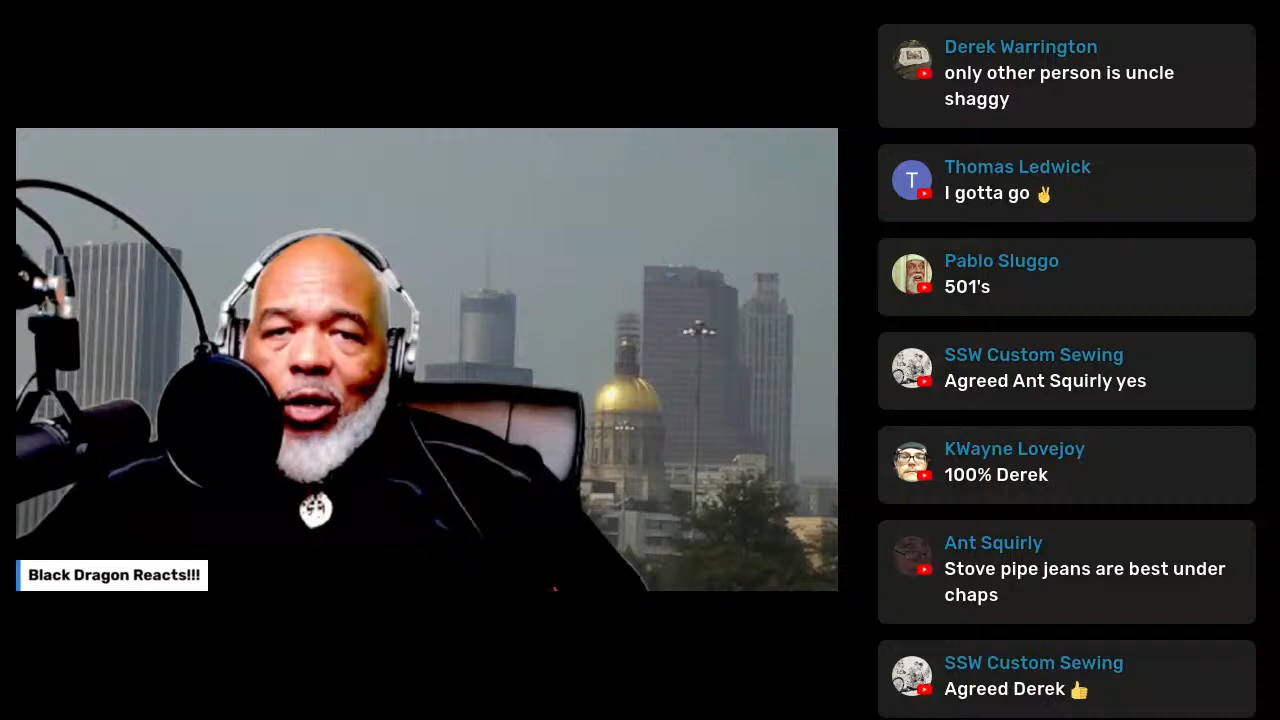 Derek Warrington
only other person is uncle
shaggy
T
Thomas Ledwick
I gotta go ✌️
Pablo Sluggo
501's
SSW Custom Sewing
Agreed Ant Squirly yes
KWayne Lovejoy
100% Derek
Ant Squirly
Stove pipe jeans are best under
chaps
SSW Custom Sewing
Agreed Derek 👍
Black Dragon Reacts!!!